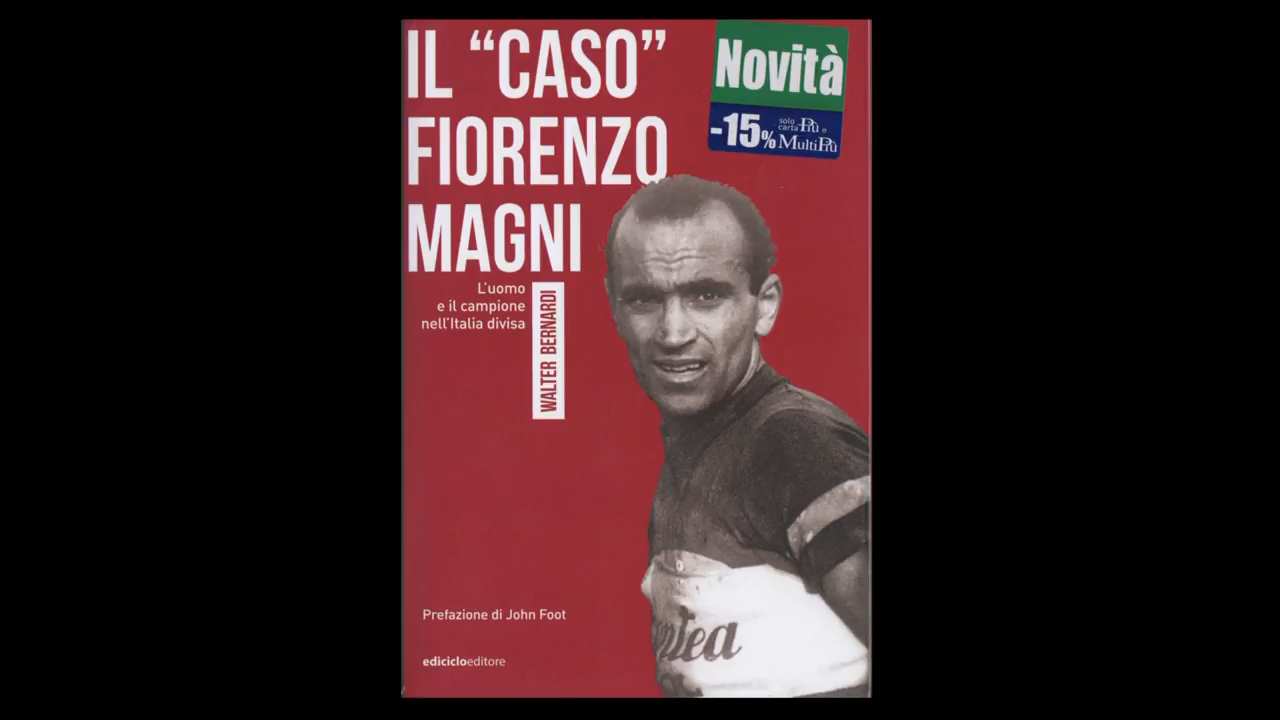 IL “CASO”
FIORENZO
MAGNI
L’uomo
e il campione
nell’Italia divisa
WALTER BERNARDI
Novità
-15% solo carta Più e MultiPiù
Prefazione di John Foot
ediciclo editore